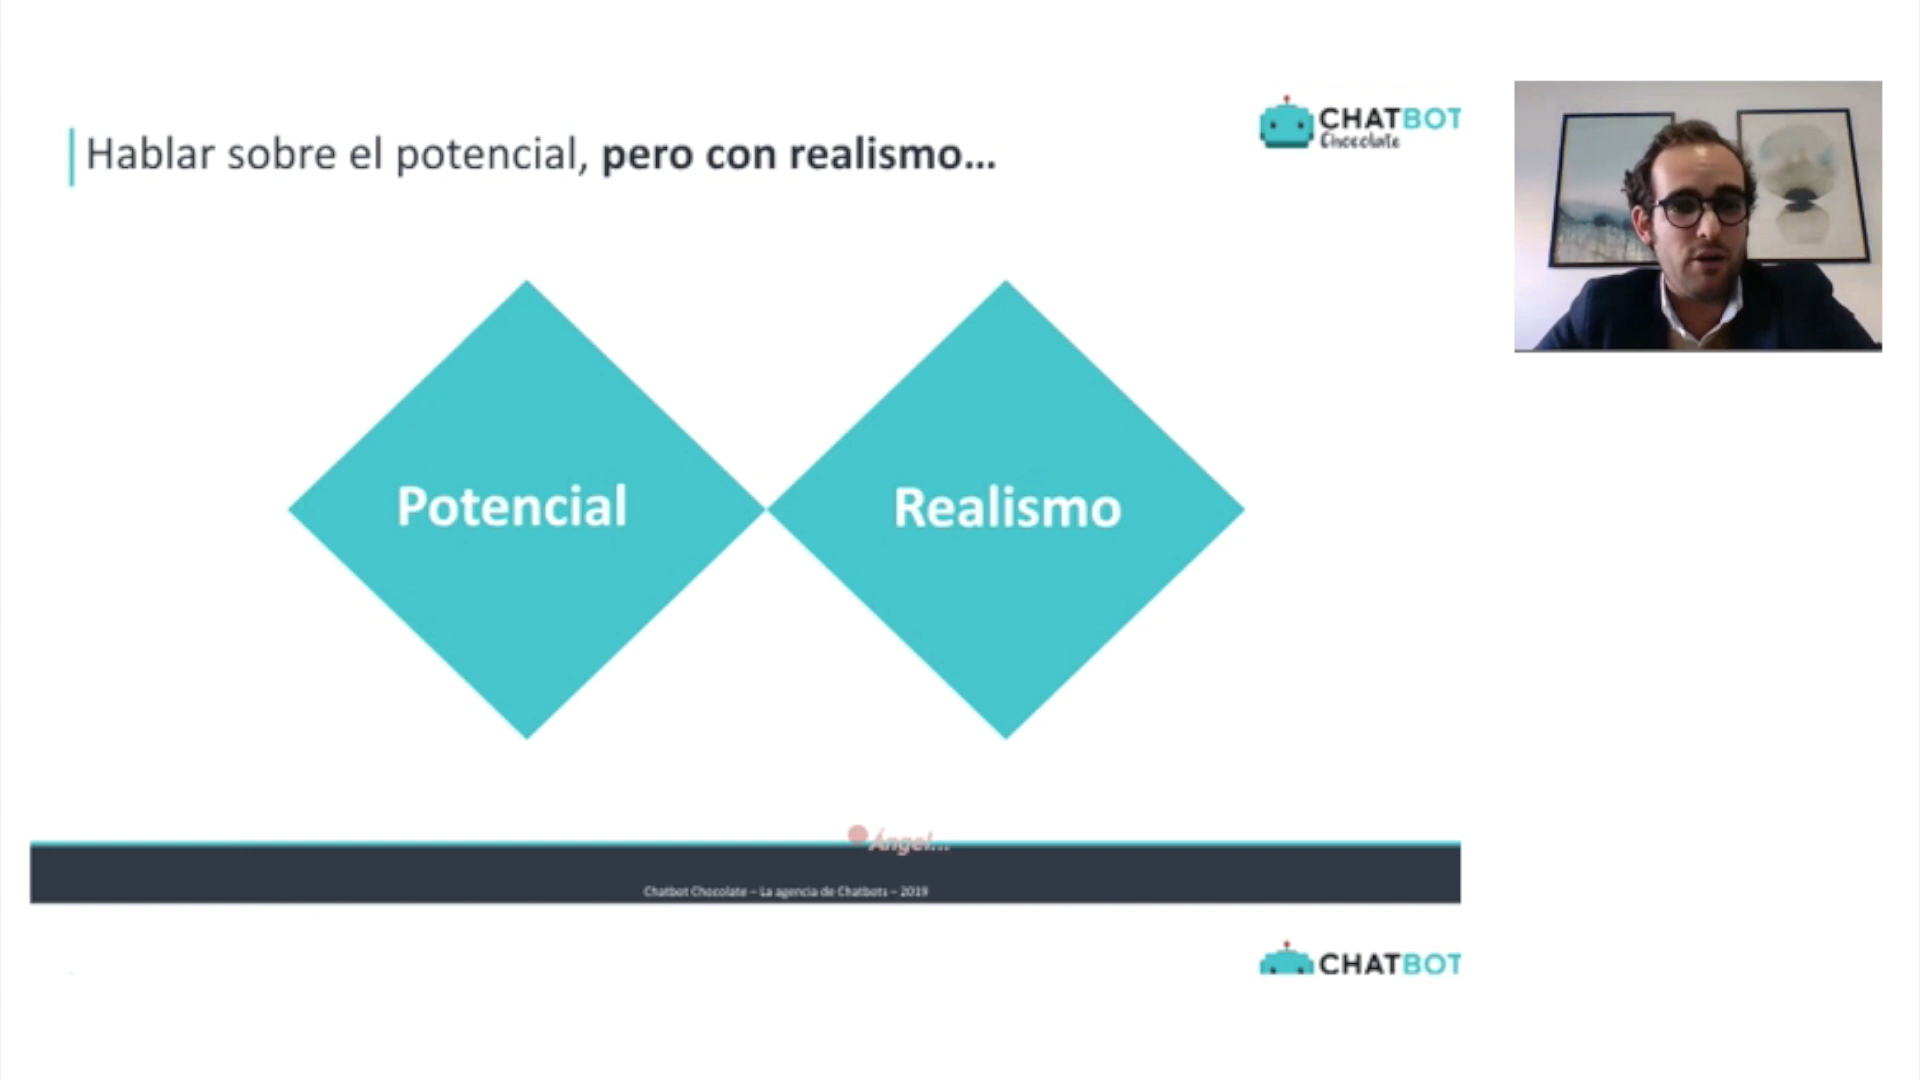 Hablar sobre el potencial, pero con realismo...
CHATBOT
Chocolate
Potencial
Realismo
Ángel...
Chatbot Chocolate – La agencia de Chatbots – 2019
CHATBOT